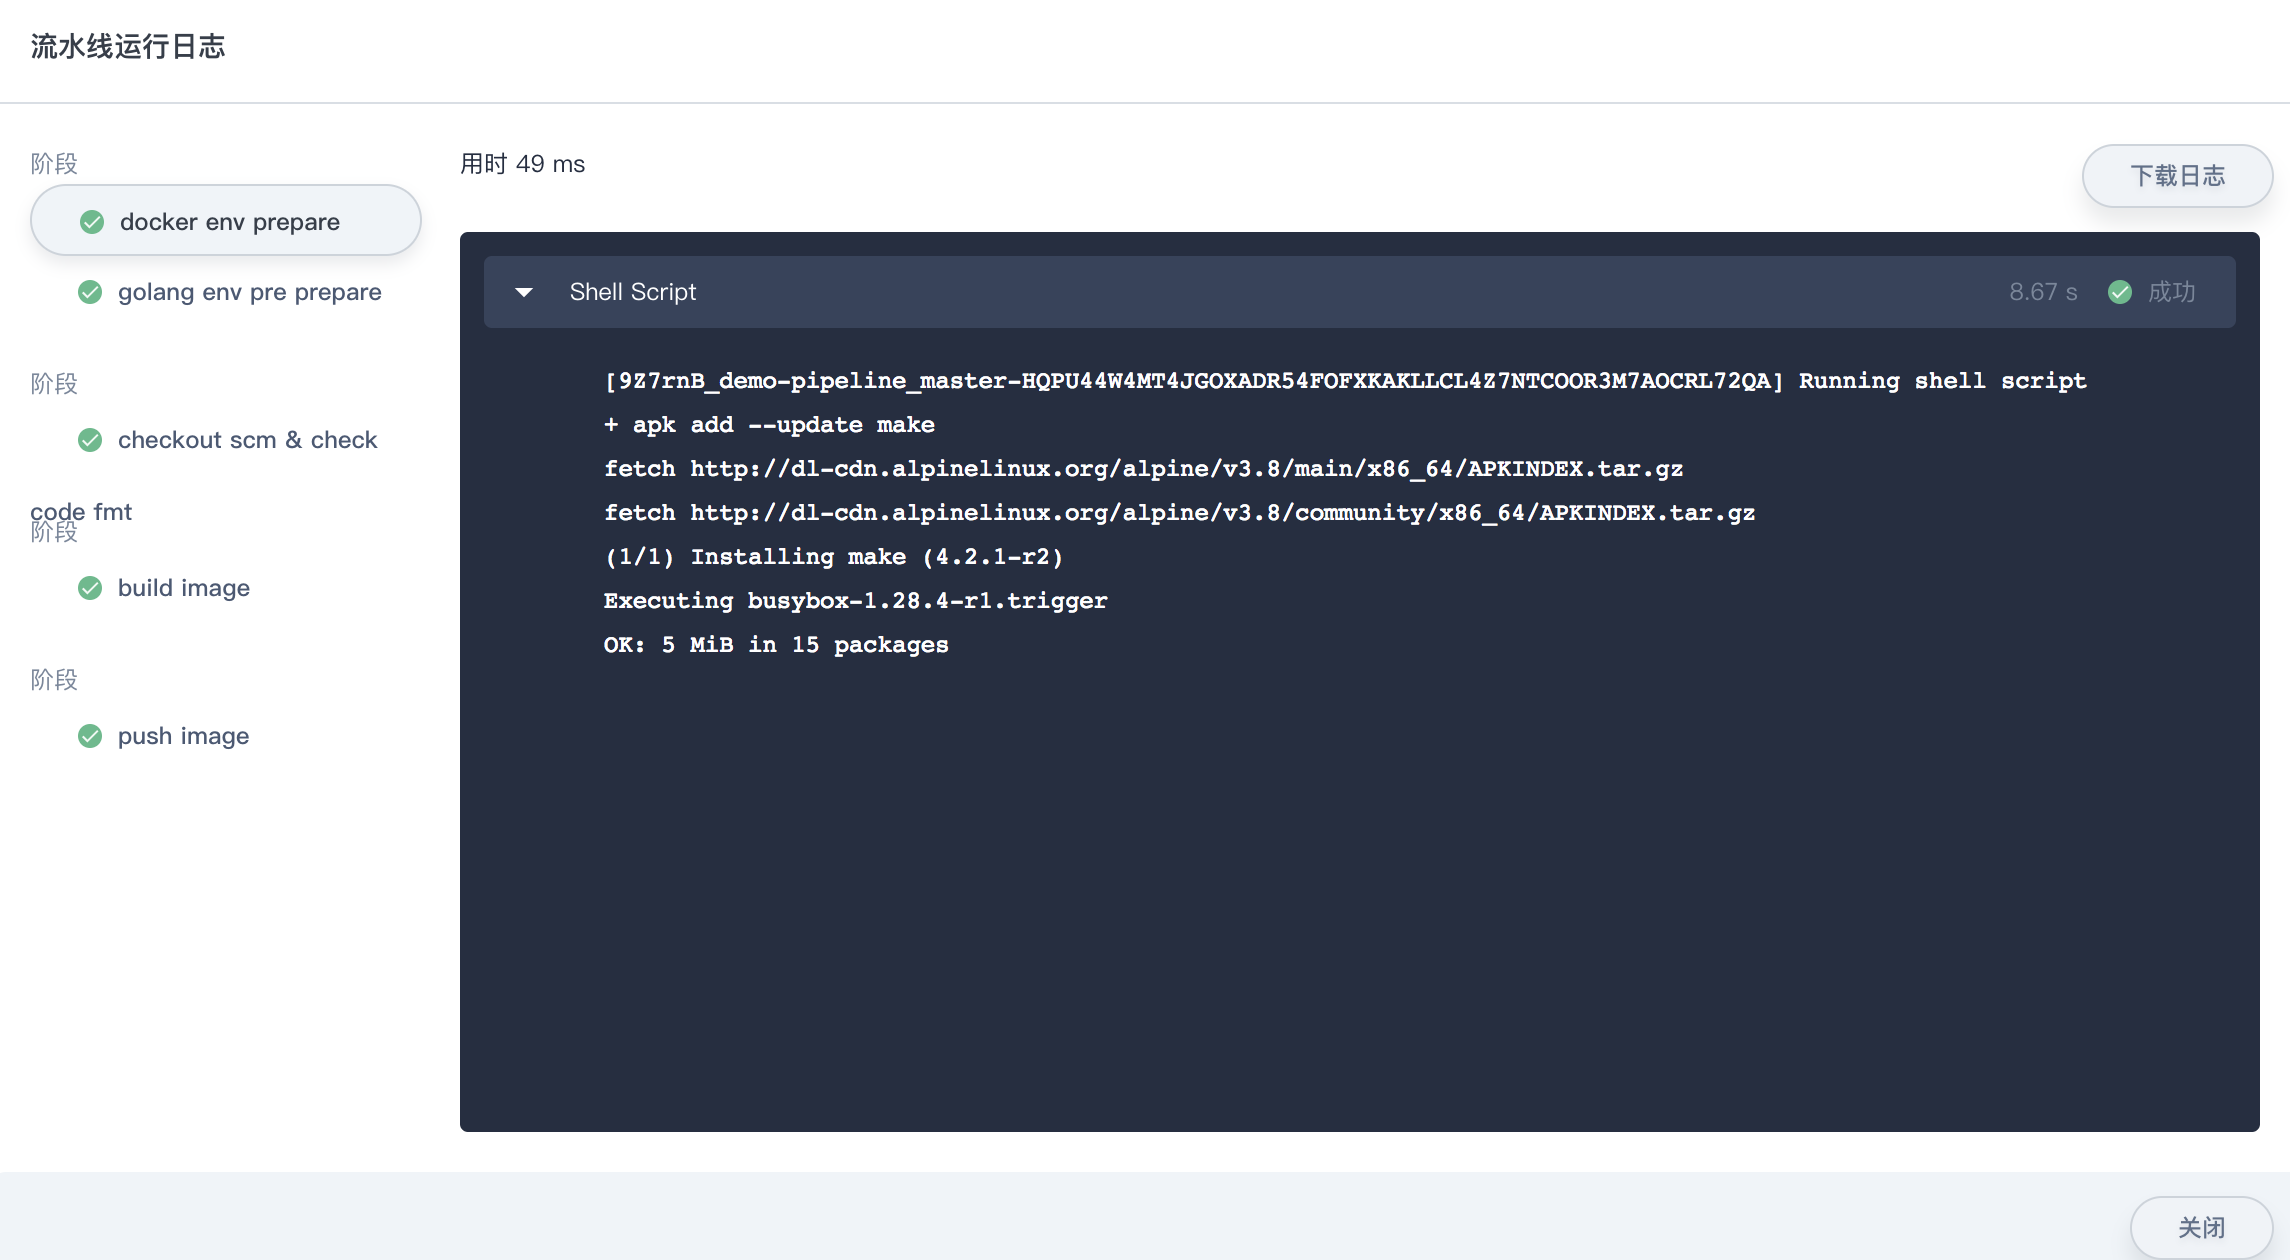 流水线运行日志
阶段
docker env prepare
golang env pre prepare
阶段
checkout scm & check
code fmt
阶段
build image
阶段
push image
用时 49 ms
下载日志
Shell Script
8.67 s 成功
[9Z7rnB_demo-pipeline_master-HQPU44W4MT4JGOXADR54FOFXKAKLLCL4Z7NTCOOR3M7AOCRL72QA] Running shell script
+ apk add --update make
fetch http://dl-cdn.alpinelinux.org/alpine/v3.8/main/x86_64/APKINDEX.tar.gz
fetch http://dl-cdn.alpinelinux.org/alpine/v3.8/community/x86_64/APKINDEX.tar.gz
(1/1) Installing make (4.2.1-r2)
Executing busybox-1.28.4-r1.trigger
OK: 5 MiB in 15 packages
关闭